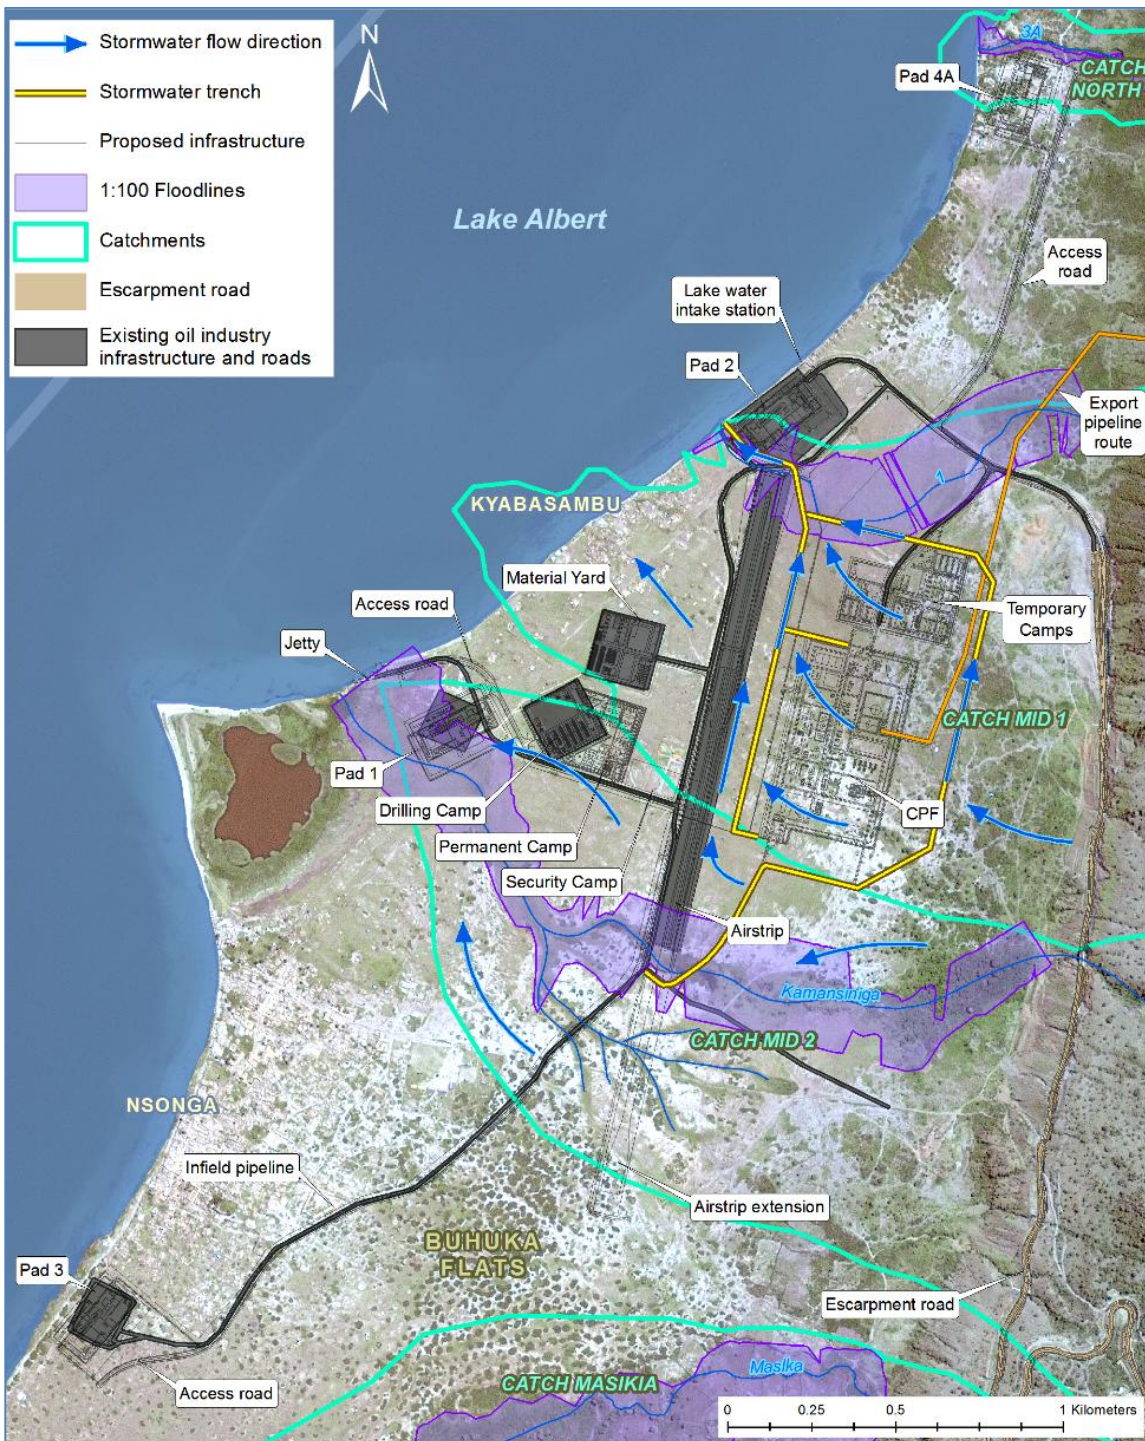 Stormwater flow direction
Stormwater trench
Proposed infrastructure
1:100 Floodlines
Catchments
Escarpment road
Existing oil industry
infrastructure and roads
N
3A
CATCH
NORTH
Pad 4A
Lake Albert
Access
road
Lake water
intake station
Pad 2
Export
pipeline
route
1
KYABASAMBU
Material Yard
Access road
Temporary
Camps
Jetty
CATCH MID 1
Pad 1
Drilling Camp
CPF
Permanent Camp
Security Camp
Airstrip
Kamansiniga
CATCH MID 2
NSONGA
Infield pipeline
Airstrip extension
BUHUKA
FLATS
Pad 3
Escarpment road
Masika
CATCH MASIKIA
Access road
0 0.25 0.5 1 Kilometers